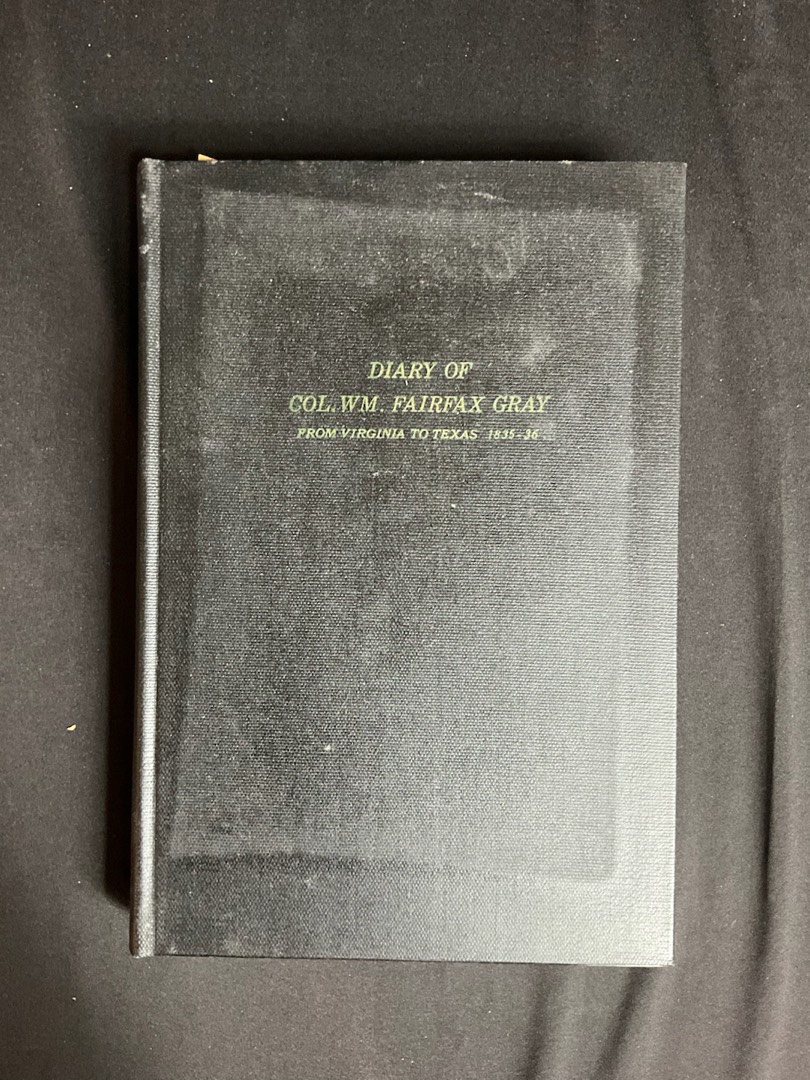 DIARY OF
COL. WM. FAIRFAX GRAY
FROM VIRGINIA TO TEXAS 1835-36